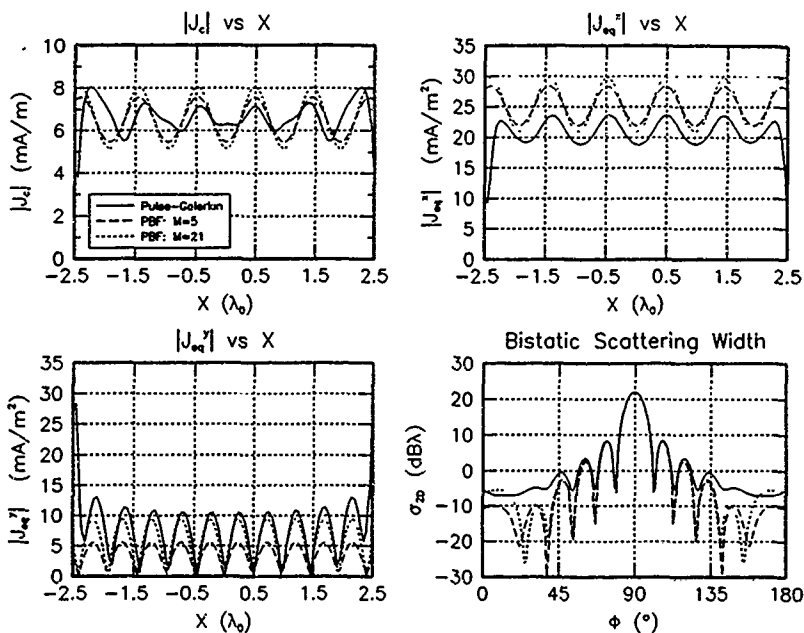 |J_c| vs X
10
8
6
4
2
0
|J_c| (mA/m)
Pulse-Galerkin
PBF: M=5
PBF: M=21
-2.5 -1.5 -0.5 0.5 1.5 2.5
X (λ_0)
|J_eq^z| vs X
35
30
25
20
15
10
5
0
|J_eq^z| (mA/m²)
-2.5 -1.5 -0.5 0.5 1.5 2.5
X (λ_0)
|J_eq^y| vs X
35
30
25
20
15
10
5
0
|J_eq^y| (mA/m²)
-2.5 -1.5 -0.5 0.5 1.5 2.5
X (λ_0)
Bistatic Scattering Width
30
20
10
0
-10
-20
-30
σ_2D (dBλ)
0 45 90 135 180
Φ (°)